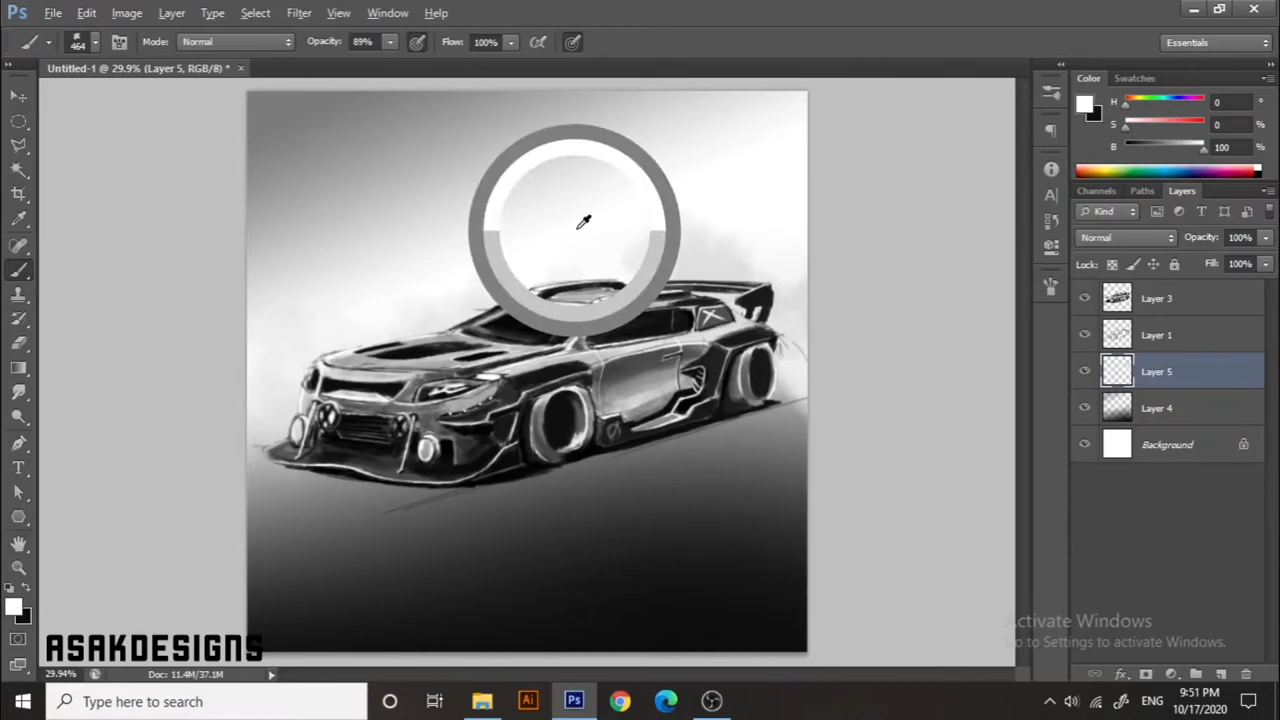 Ps File Edit Image Layer Type Select Filter View Window Help
464 Mode: Normal Opacity: 89% Flow: 100% Essentials
Untitled-1 @ 29.9% (Layer 5, RGB/8) *
Color Swatches
H 0 °
S 0 %
B 100 %
Channels Paths Layers
Kind
Normal Opacity: 100%
Lock: Fill: 100%
Layer 3
Layer 1
Layer 5
Layer 4
Background
Activate Windows
Go to Settings to activate Windows.
ASAKDESIGNS
29.94% Doc: 11.4M/37.1M
Type here to search
Ai Ps
ENG
9:51 PM
10/17/2020